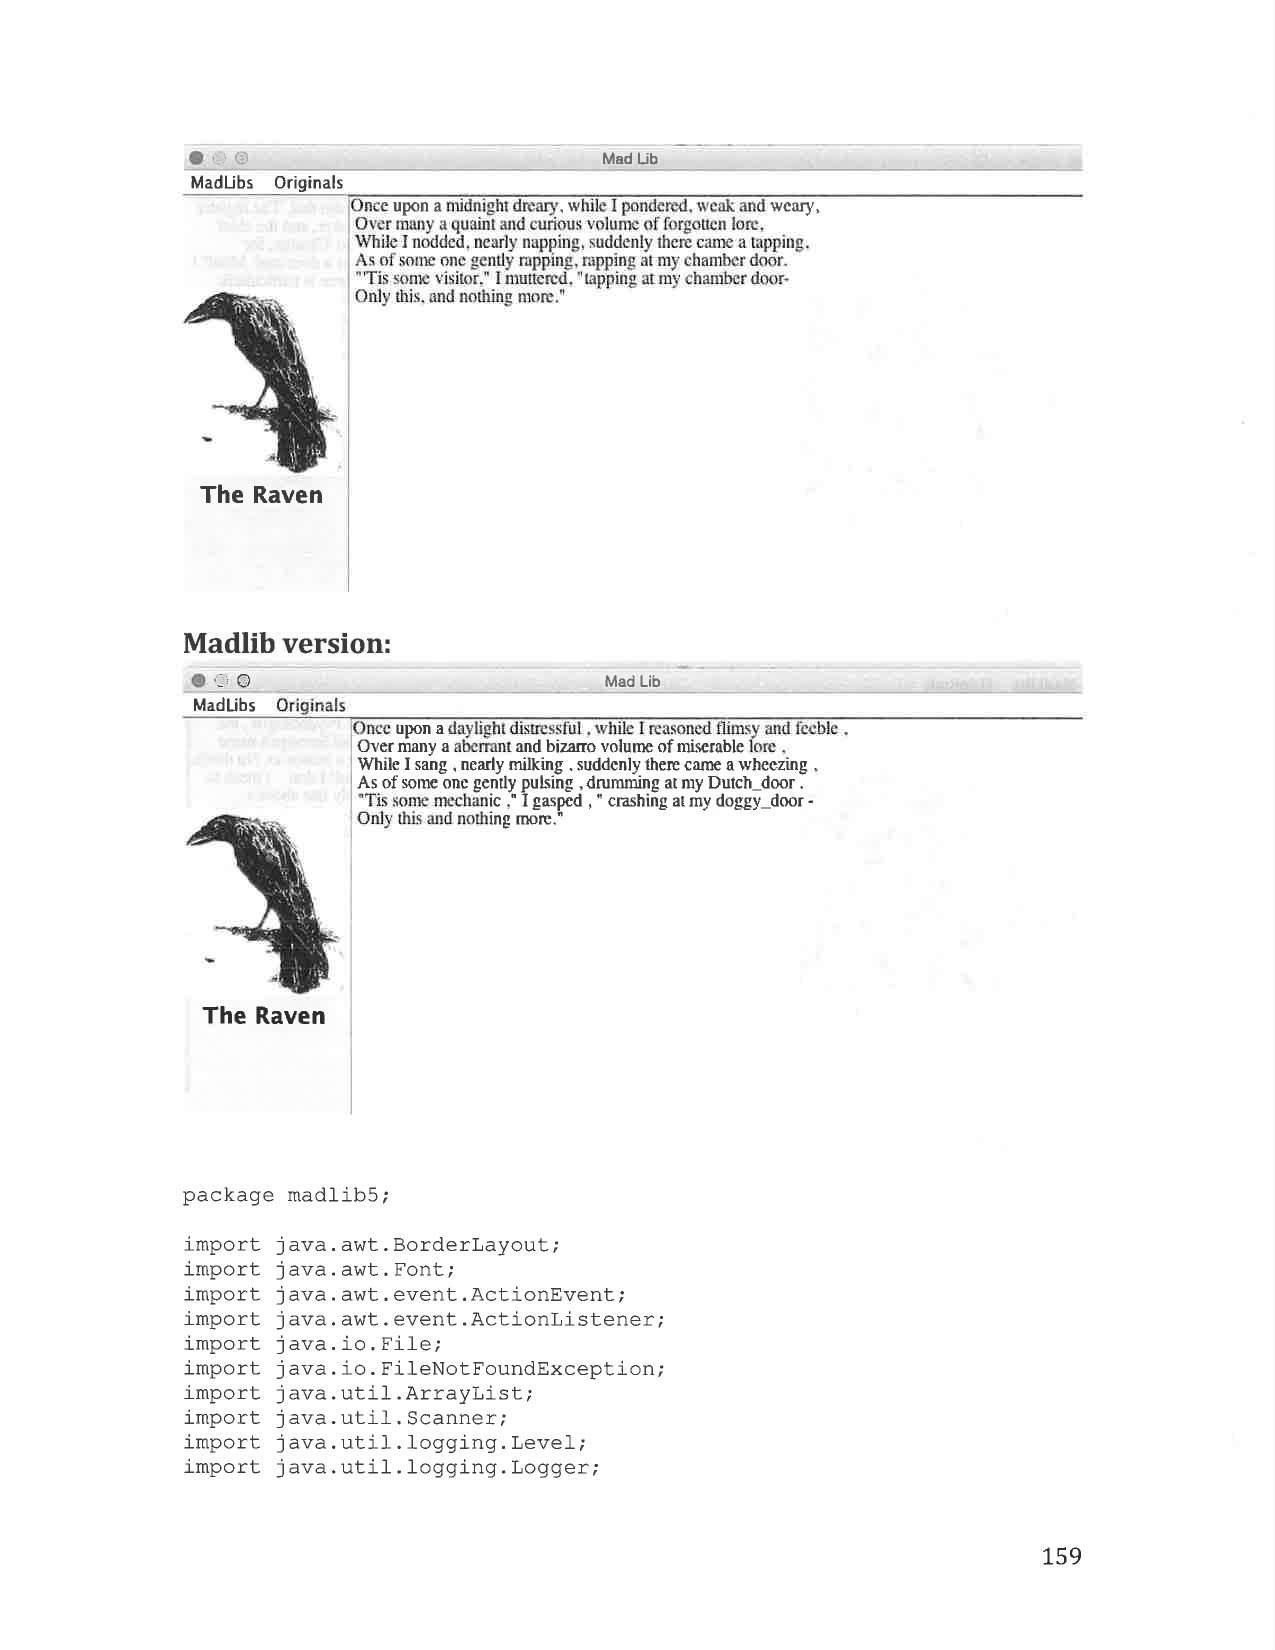 Mad Lib
MadLibs Originals
Once upon a midnight dreary, while I pondered, weak and weary,
Over many a quaint and curious volume of forgotten lore,
While I nodded, nearly napping, suddenly there came a tapping,
As of some one gently rapping, rapping at my chamber door.
"'Tis some visitor," I muttered, "tapping at my chamber door-
Only this, and nothing more."
The Raven
Madlib version:
Mad Lib
MadLibs Originals
Once upon a daylight distressful , while I reasoned flimsy and feeble ,
Over many a aberrant and bizarro volume of miserable lore ,
While I sang , nearly milking , suddenly there came a wheezing ,
As of some one gently pulsing , drumming at my Dutch_door .
"Tis some mechanic ," I gasped , " crashing at my doggy_door -
Only this and nothing more."
The Raven
package madlib5;
import java.awt.BorderLayout;
import java.awt.Font;
import java.awt.event.ActionEvent;
import java.awt.event.ActionListener;
import java.io.File;
import java.io.FileNotFoundException;
import java.util.ArrayList;
import java.util.Scanner;
import java.util.logging.Level;
import java.util.logging.Logger;
159